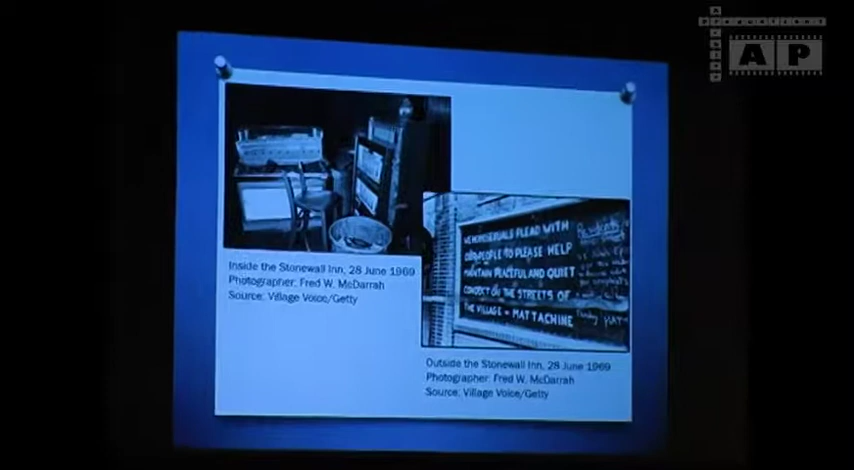 AP
Inside the Stonewall Inn, 28 June 1969
Photographer: Fred W. McDarrah
Source: Village Voice/Getty
WE HOMOSEXUALS PLEAD WITH
OUR PEOPLE TO PLEASE HELP
MAINTAIN PEACEFUL AND QUIET
CONDUCT ON THE STREETS OF
THE VILLAGE - MATTACHINE
Outside the Stonewall Inn, 28 June 1969
Photographer: Fred W. McDarrah
Source: Village Voice/Getty